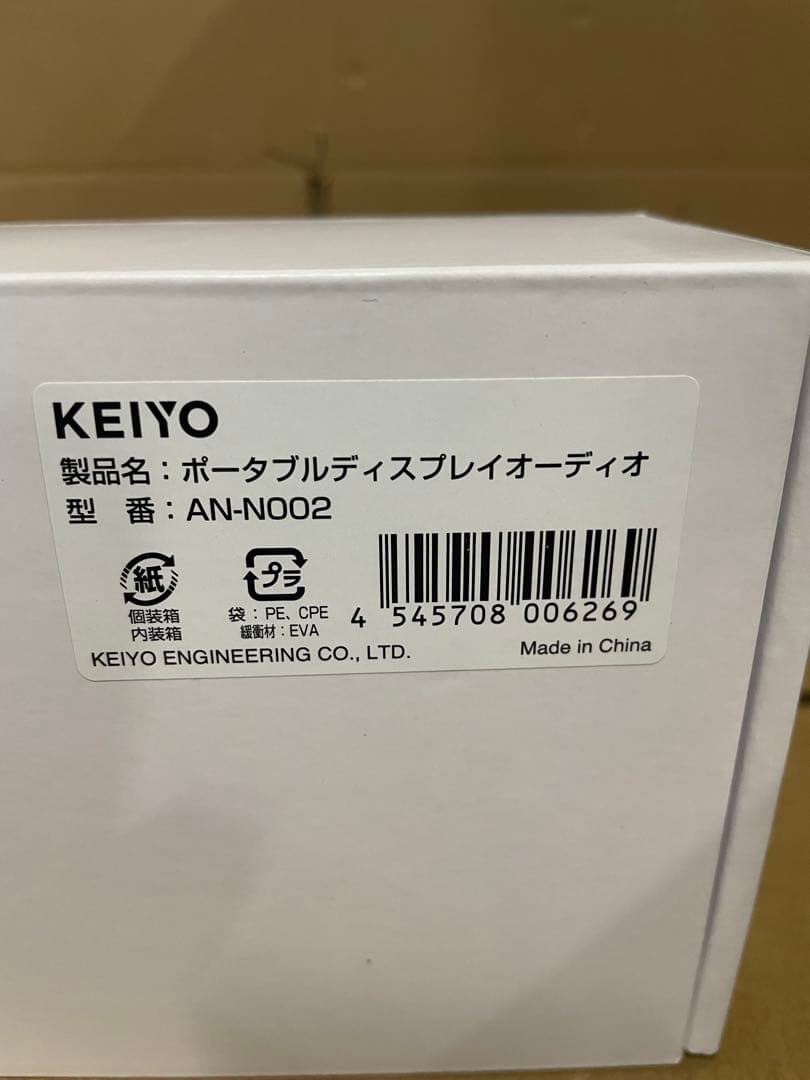 KEIYO
製品名：ポータブルディスプレイオーディオ
型　番：AN-N002
紙
個装箱
内装箱
プラ
袋：PE、CPE
緩衝材：EVA
4 545708 006269
KEIYO ENGINEERING CO., LTD.
Made in China